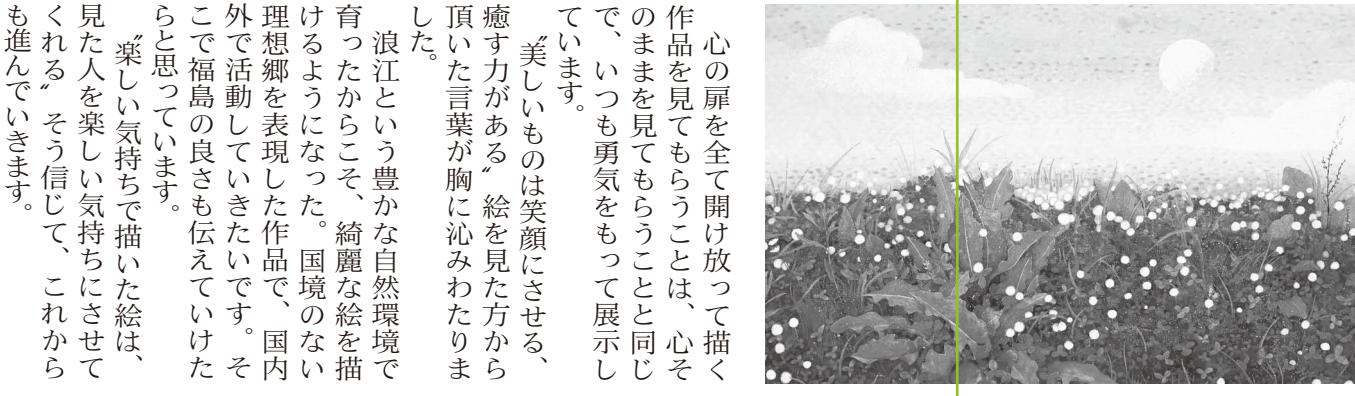 心の扉を全て開け放って描く
作品を見てもらうことは、心そ
のままを見てもらうことと同じ
で、いつも勇気をもって展示し
ています。
　〝美しいものは笑顔にさせる、
癒す力がある〟絵を見た方から
頂いた言葉が胸に沁みわたりま
した。
　浪江という豊かな自然環境で
育ったからこそ、綺麗な絵を描
けるようになった。国境のない
理想郷を表現した作品で、国内
外で活動していきたいです。そ
こで福島の良さも伝えていけた
らと思っています。
　〝楽しい気持ちで描いた絵は、
見た人を楽しい気持ちにさせて
くれる〟そう信じて、これから
も進んでいきます。